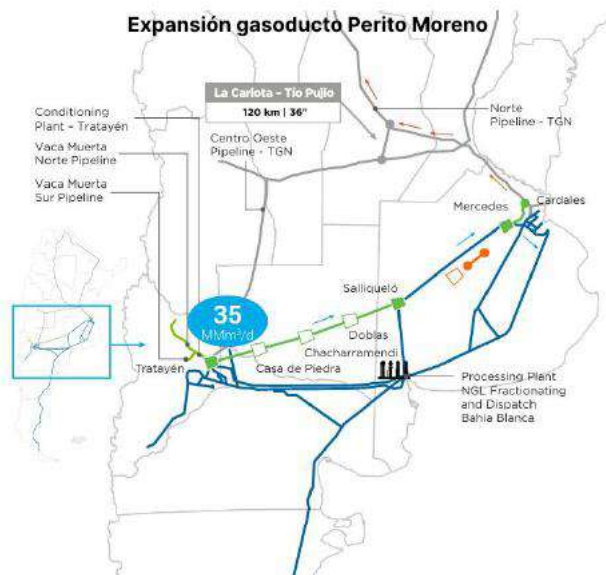 Expansión gasoducto Perito Moreno
La Carlota - Tío Pujio
120 km | 36"
Conditioning
Plant - Tratayén
Vaca Muerta
Norte Pipeline
Vaca Muerta
Sur Pipeline
Centro Oeste
Pipeline - TGN
Norte
Pipeline - TGN
Mercedes
Cardales
Salliqueló
35
MMm³/d
Doblas
Chacharramendi
Casa de Piedra
Tratayén
Processing Plant
NGL Fractionating
and Dispatch
Bahia Blanca